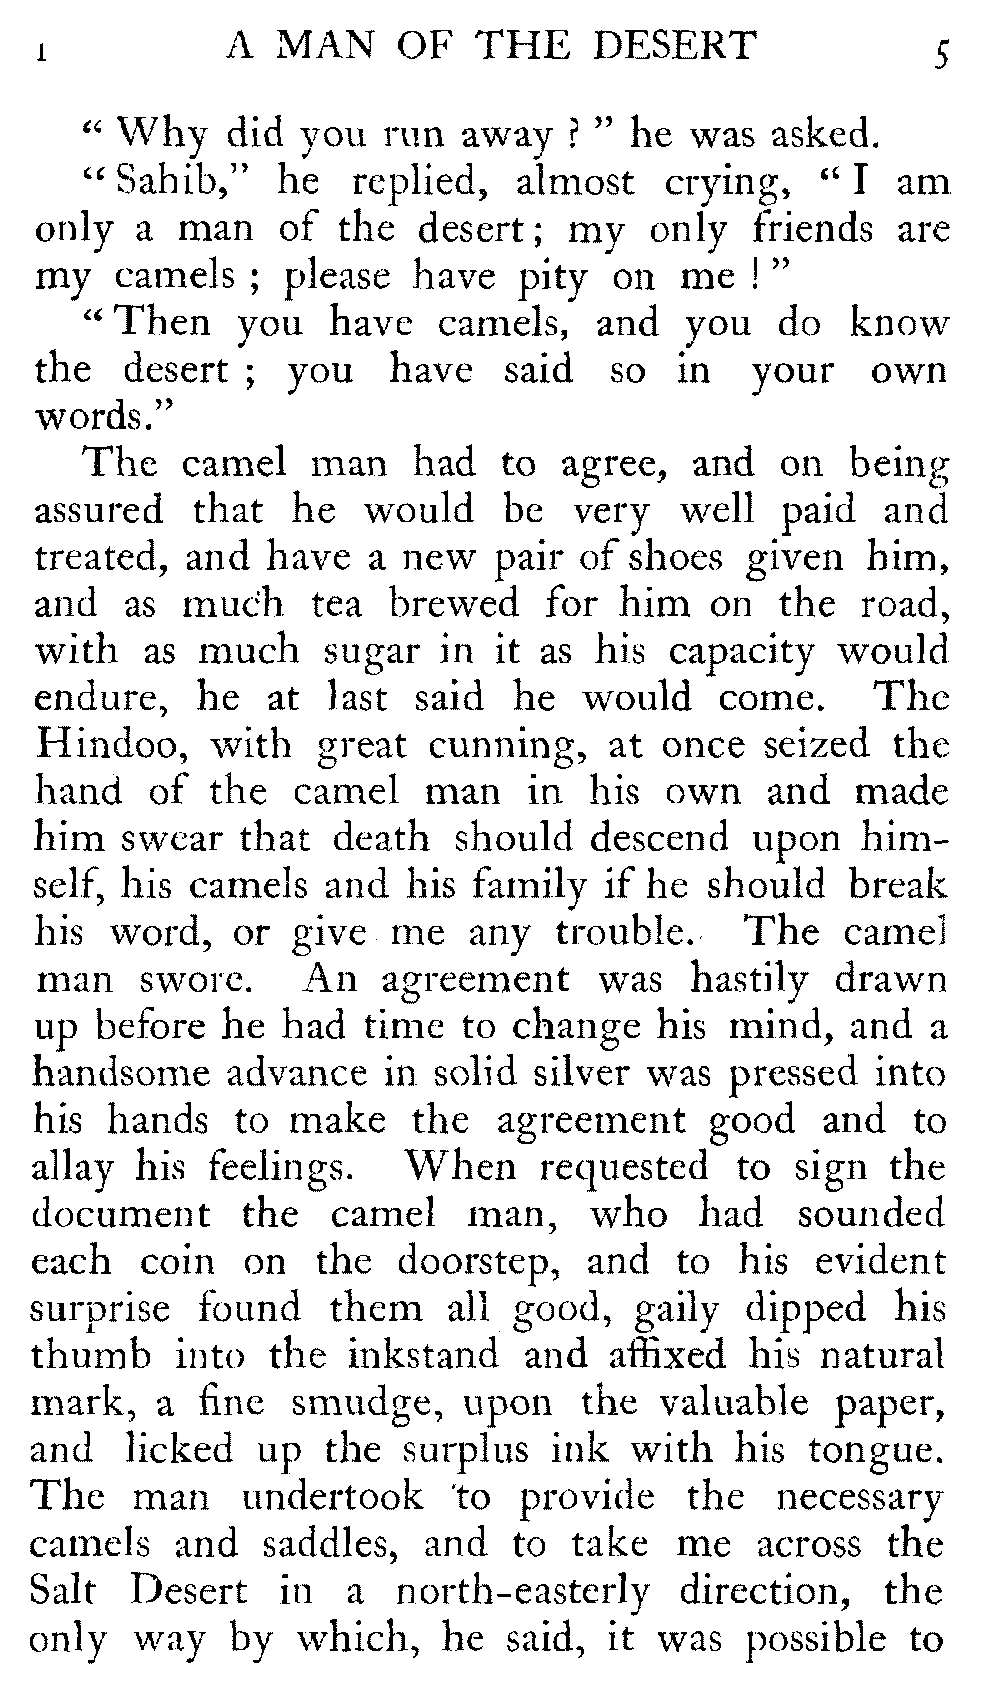 I A MAN OF THE DESERT 5
“ Why did you run away ? ” he was asked.
“ Sahib,” he replied, almost crying, “ I am
only a man of the desert ; my only friends are
my camels ; please have pity on me ! ”
“ Then you have camels, and you do know
the desert ; you have said so in your own
words.”
The camel man had to agree, and on being
assured that he would be very well paid and
treated, and have a new pair of shoes given him,
and as much tea brewed for him on the road,
with as much sugar in it as his capacity would
endure, he at last said he would come. The
Hindoo, with great cunning, at once seized the
hand of the camel man in his own and made
him swear that death should descend upon him-
self, his camels and his family if he should break
his word, or give me any trouble. The camel
man swore. An agreement was hastily drawn
up before he had time to change his mind, and a
handsome advance in solid silver was pressed into
his hands to make the agreement good and to
allay his feelings. When requested to sign the
document the camel man, who had sounded
each coin on the doorstep, and to his evident
surprise found them all good, gaily dipped his
thumb into the inkstand and affixed his natural
mark, a fine smudge, upon the valuable paper,
and licked up the surplus ink with his tongue.
The man undertook to provide the necessary
camels and saddles, and to take me across the
Salt Desert in a north-easterly direction, the
only way by which, he said, it was possible to